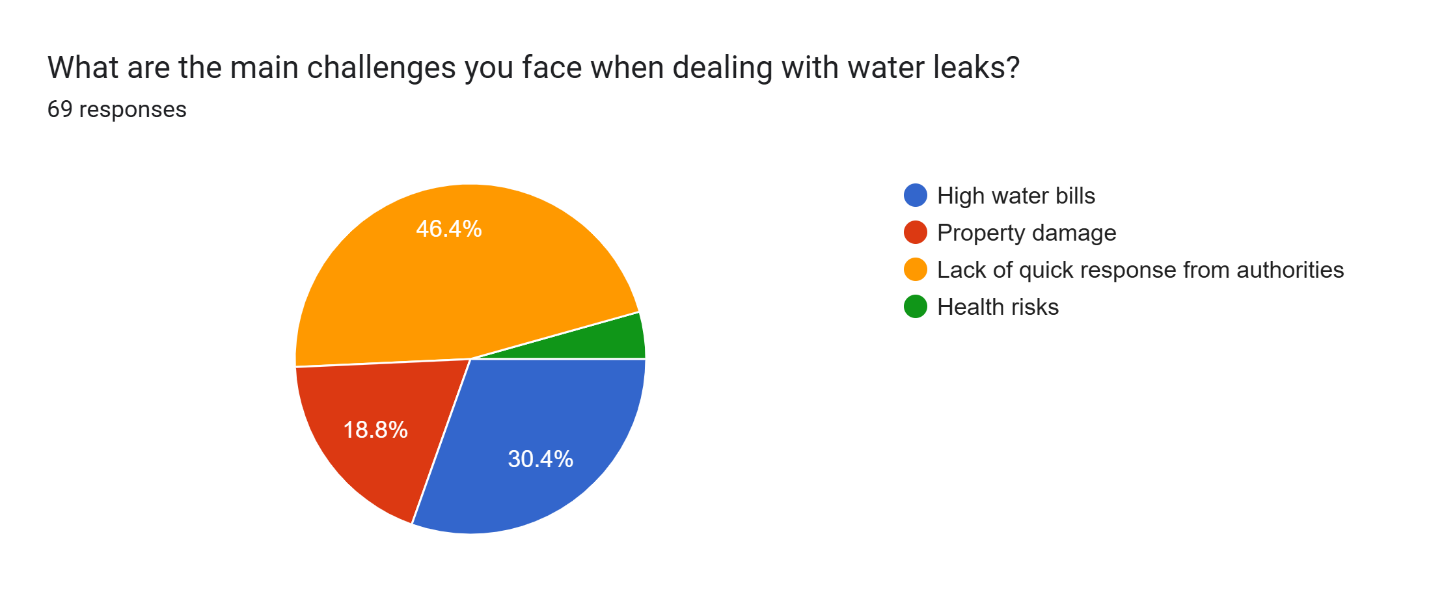 What are the main challenges you face when dealing with water leaks?
69 responses
46.4%
18.8%
30.4%
High water bills
Property damage
Lack of quick response from authorities
Health risks